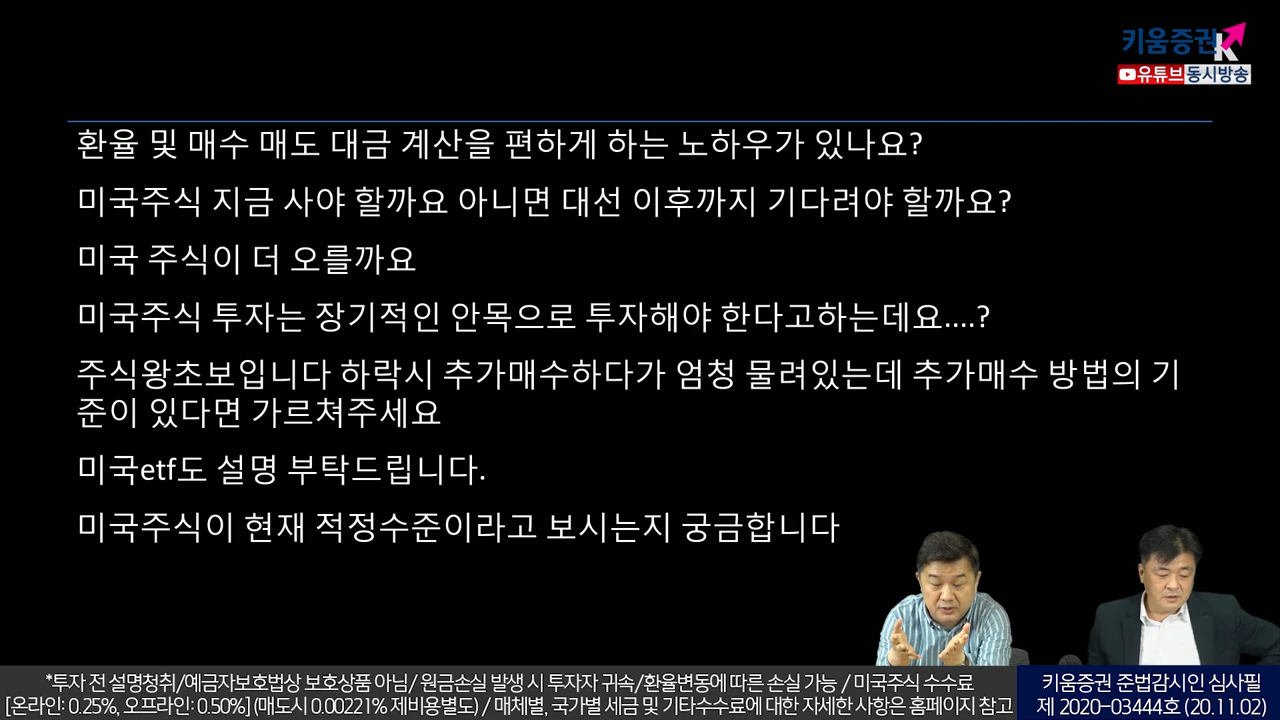 키움증권
유튜브동시방송
환율 및 매수 매도 대금 계산을 편하게 하는 노하우가 있나요?
미국주식 지금 사야 할까요 아니면 대선 이후까지 기다려야 할까요?
미국 주식이 더 오를까요
미국주식 투자는 장기적인 안목으로 투자해야 한다고하는데요....?
주식왕초보입니다 하락시 추가매수하다가 엄청 물려있는데 추가매수 방법의 기
준이 있다면 가르쳐주세요
미국etf도 설명 부탁드립니다.
미국주식이 현재 적정수준이라고 보시는지 궁금합니다
*투자 전 설명청취/예금자보호법상 보호상품 아님/ 원금손실 발생 시 투자자 귀속/환율변동에 따른 손실 가능 / 미국주식 수수료
[온라인: 0.25%, 오프라인: 0.50%] (매도시 0.00221% 제비용별도) / 매체별, 국가별 세금 및 기타수수료에 대한 자세한 사항은 홈페이지 참고
키움증권 준법감시인 심사필
제 2020-03444호 (20.11.02)